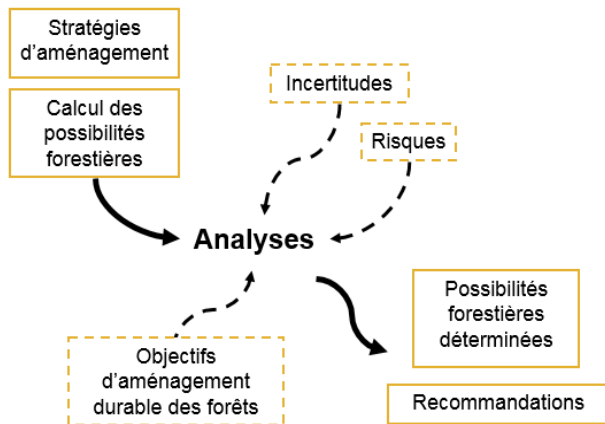 Stratégies
d'aménagement
Calcul des
possibilités
forestières
Incertitudes
Risques
Analyses
Objectifs
d'aménagement
durable des forêts
Possibilités
forestières
déterminées
Recommandations